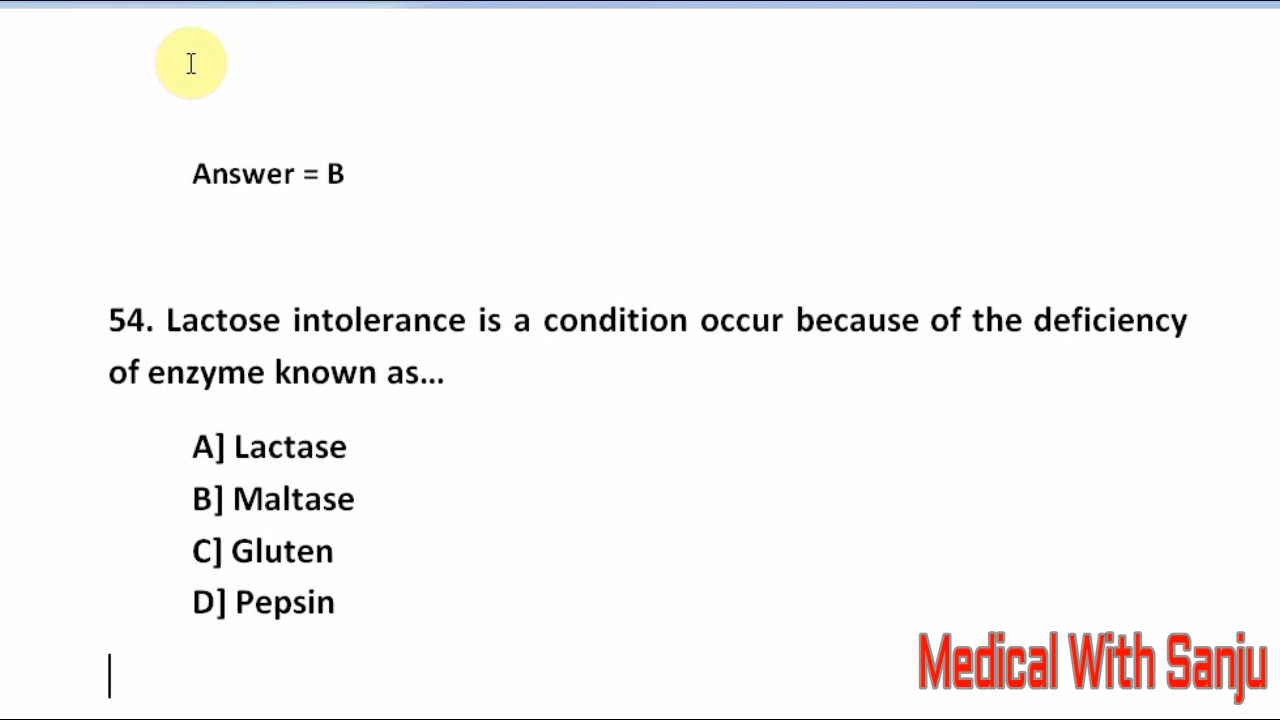 Answer = B
54. Lactose intolerance is a condition occur because of the deficiency
of enzyme known as...
A] Lactase
B] Maltase
C] Gluten
D] Pepsin
Medical With Sanju